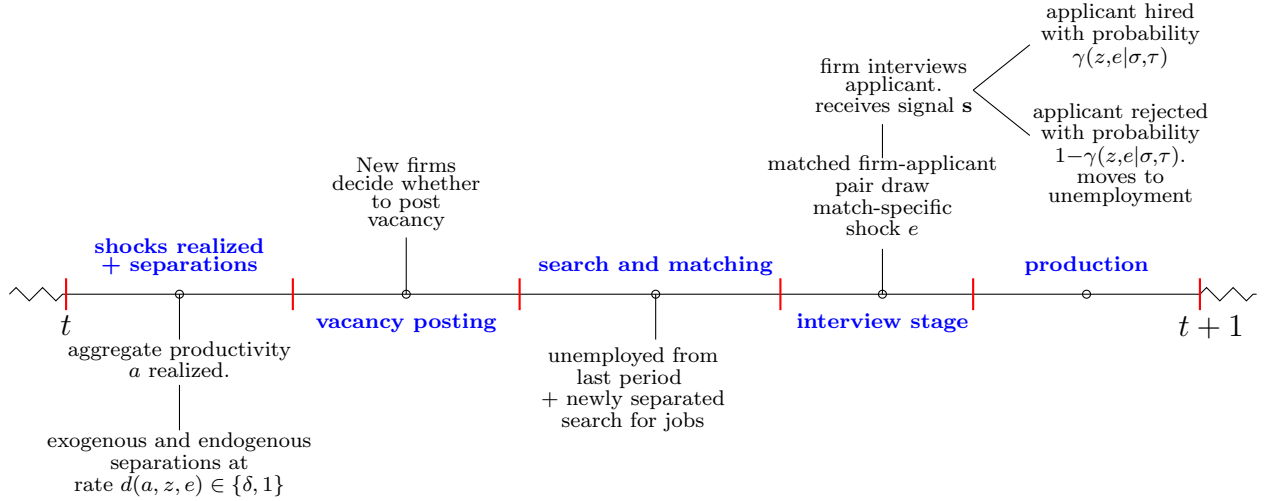 shocks realized
+ separations
t
aggregate productivity
a realized.
exogenous and endogenous
separations at
rate d(a, z, e) ∈ {δ, 1}
New firms
decide whether
to post
vacancy
vacancy posting
search and matching
unemployed from
last period
+ newly separated
search for jobs
firm interviews
applicant.
receives signal s
matched firm-applicant
pair draw
match-specific
shock e
interview stage
applicant hired
with probability
γ(z,e|σ,τ)
applicant rejected
with probability
1−γ(z,e|σ,τ).
moves to
unemployment
production
t + 1